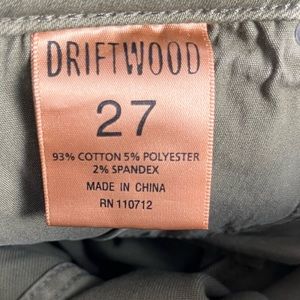 DRIFTWOOD
27
93% COTTON 5% POLYESTER
2% SPANDEX
MADE IN CHINA
RN 110712